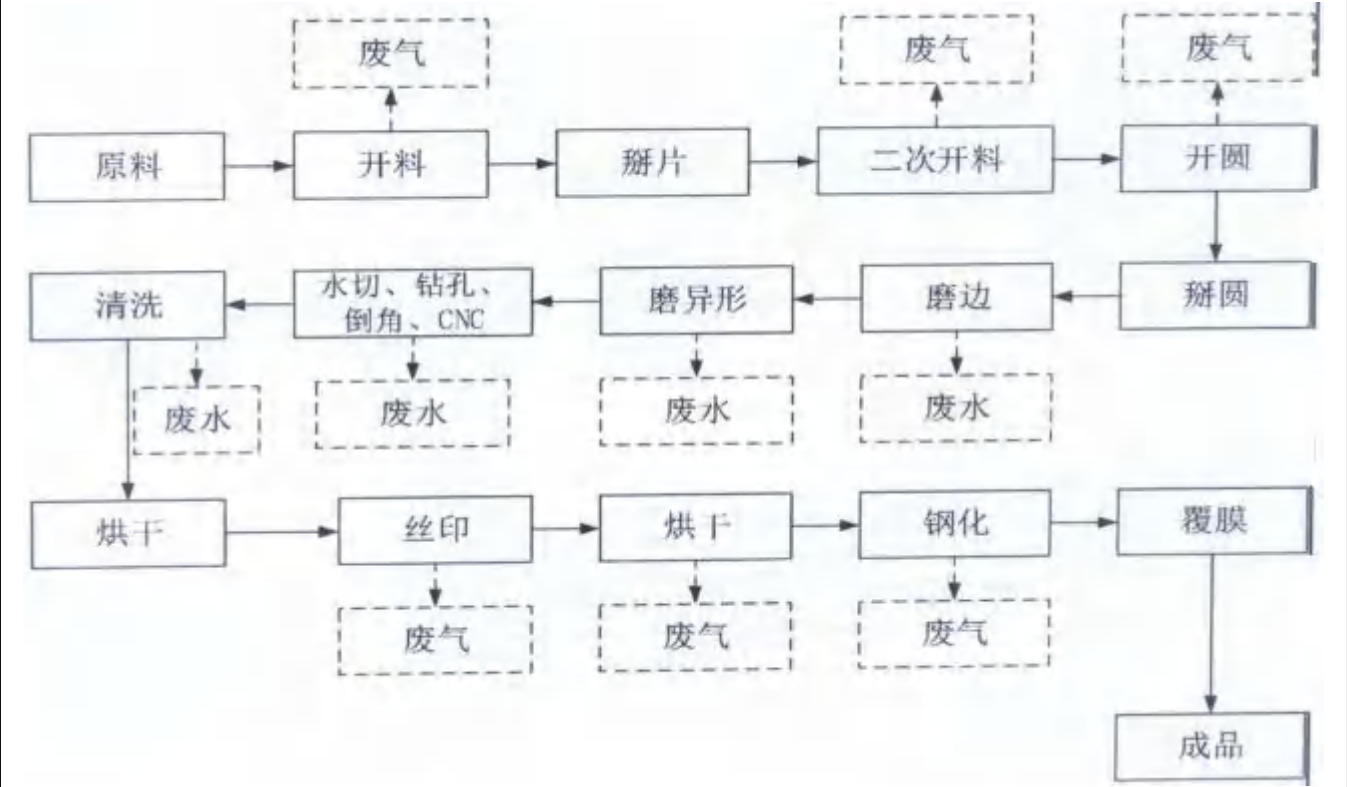 废气
废气
废气
原料
开料
掰片
二次开料
开圆
清洗
水切、钻孔、
倒角、CNC
磨异形
磨边
掰圆
废水
废水
废水
废水
烘干
丝印
烘干
钢化
覆膜
废气
废气
废气
成品